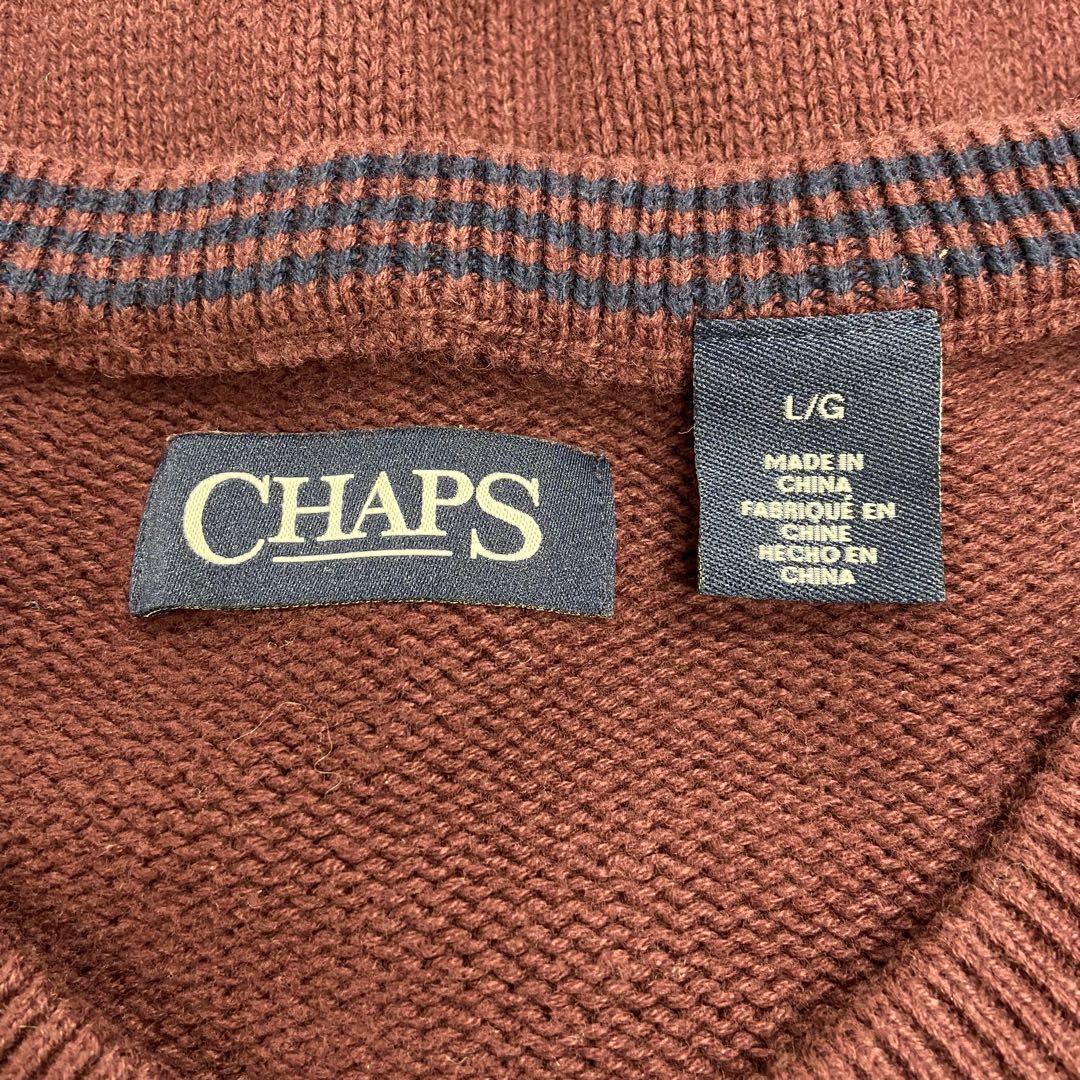 CHAPS
L/G
MADE IN
CHINA
FABRIQUÉ EN
CHINE
HECHO EN
CHINA